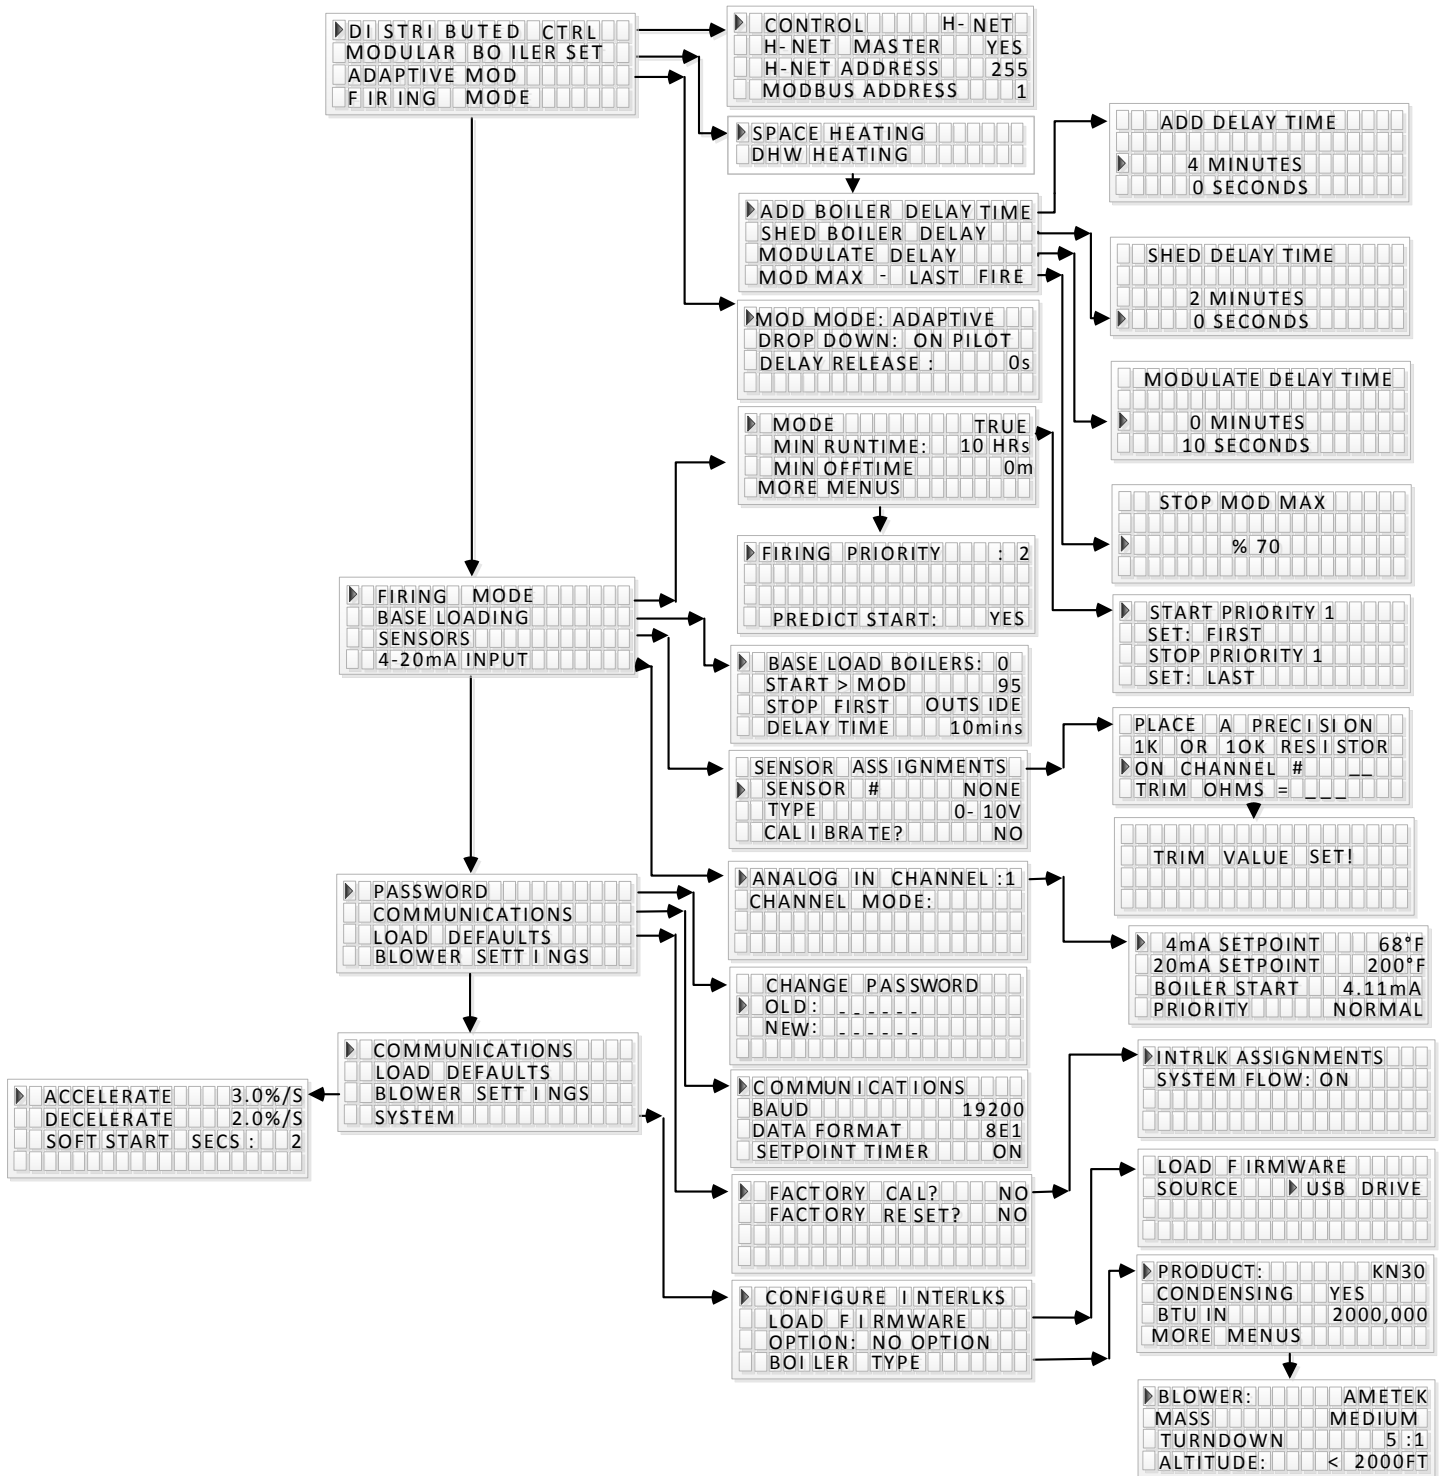 DISTRIBUTED CTRL
MODULAR BOILER SET
ADAPTIVE MOD
FIRING MODE
CONTROL H-NET
H-NET MASTER YES
H-NET ADDRESS 255
MODBUS ADDRESS 1
SPACE HEATING
DHW HEATING
ADD BOILER DELAY TIME
SHED BOILER DELAY
MODULATE DELAY
MOD MAX - LAST FIRE
ADD DELAY TIME
4 MINUTES
0 SECONDS
SHED DELAY TIME
2 MINUTES
0 SECONDS
MOD MODE: ADAPTIVE
DROP DOWN: ON PILOT
DELAY RELEASE : 0s
MODULATE DELAY TIME
0 MINUTES
10 SECONDS
MODE TRUE
MIN RUNTIME: 10 HRs
MIN OFFTIME 0m
MORE MENUS
STOP MOD MAX
% 70
FIRING PRIORITY : 2
PREDICT START: YES
FIRING MODE
BASE LOADING
SENSORS
4-20mA INPUT
START PRIORITY 1
SET: FIRST
STOP PRIORITY 1
SET: LAST
BASE LOAD BOILERS: 0
START > MOD 95
STOP FIRST OUTSIDE
DELAY TIME 10mins
PLACE A PRECISION
1K OR 10K RESISTOR
ON CHANNEL # __
TRIM OHMS = ___
SENSOR ASSIGNMENTS
SENSOR # NONE
TYPE 0-10V
CALIBRATE? NO
TRIM VALUE SET!
PASSWORD
COMMUNICATIONS
LOAD DEFAULTS
BLOWER SETTINGS
ANALOG IN CHANNEL :1
CHANNEL MODE:
4mA SETPOINT 68°F
20mA SETPOINT 200°F
BOILER START 4.11mA
PRIORITY NORMAL
CHANGE PASSWORD
OLD: ______
NEW: ______
COMMUNICATIONS
LOAD DEFAULTS
BLOWER SETTINGS
SYSTEM
ACCELERATE 3.0%/S
DECELERATE 2.0%/S
SOFT START SECS : 2
COMMUNICATIONS
BAUD 19200
DATA FORMAT 8E1
SETPOINT TIMER ON
INTRLK ASSIGNMENTS
SYSTEM FLOW: ON
FACTORY CAL? NO
FACTORY RESET? NO
LOAD FIRMWARE
SOURCE USB DRIVE
CONFIGURE INTERLKS
LOAD FIRMWARE
OPTION: NO OPTION
BOILER TYPE
PRODUCT: KN30
CONDENSING YES
BTU IN 2000,000
MORE MENUS
BLOWER: AMETEK
MASS MEDIUM
TURNDOWN 5 :1
ALTITUDE: < 2000FT